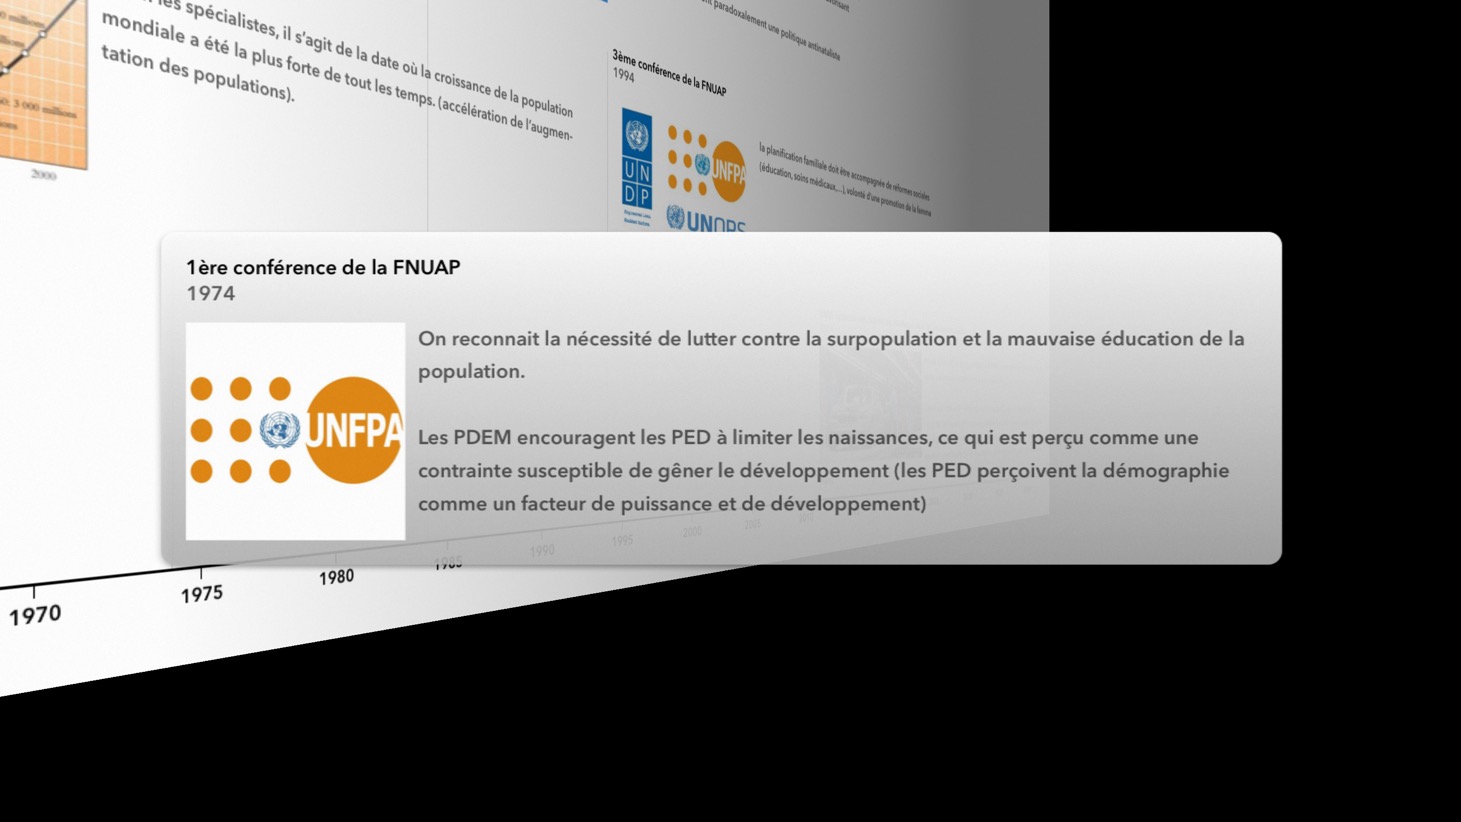 les spécialistes, il s’agit de la date où la croissance de la population
mondiale a été la plus forte de tout les temps. (accélération de l’augmen-
tation des populations).
3 000 millions
2000
paradoxalement une politique antinataliste
3ème conférence de la FNUAP
1994
UN
DP
UNFPA
UNOPS
la planification familiale doit être accompagnée de réformes sociales
(éducation, soins médicaux,...), volonté d’une promotion de la femme
1ère conférence de la FNUAP
1974
UNFPA
On reconnait la nécessité de lutter contre la surpopulation et la mauvaise éducation de la
population.
Les PDEM encouragent les PED à limiter les naissances, ce qui est perçu comme une
contrainte susceptible de gêner le développement (les PED perçoivent la démographie
comme un facteur de puissance et de développement)
1970
1975
1980
1985
1990
1995
2000
2005